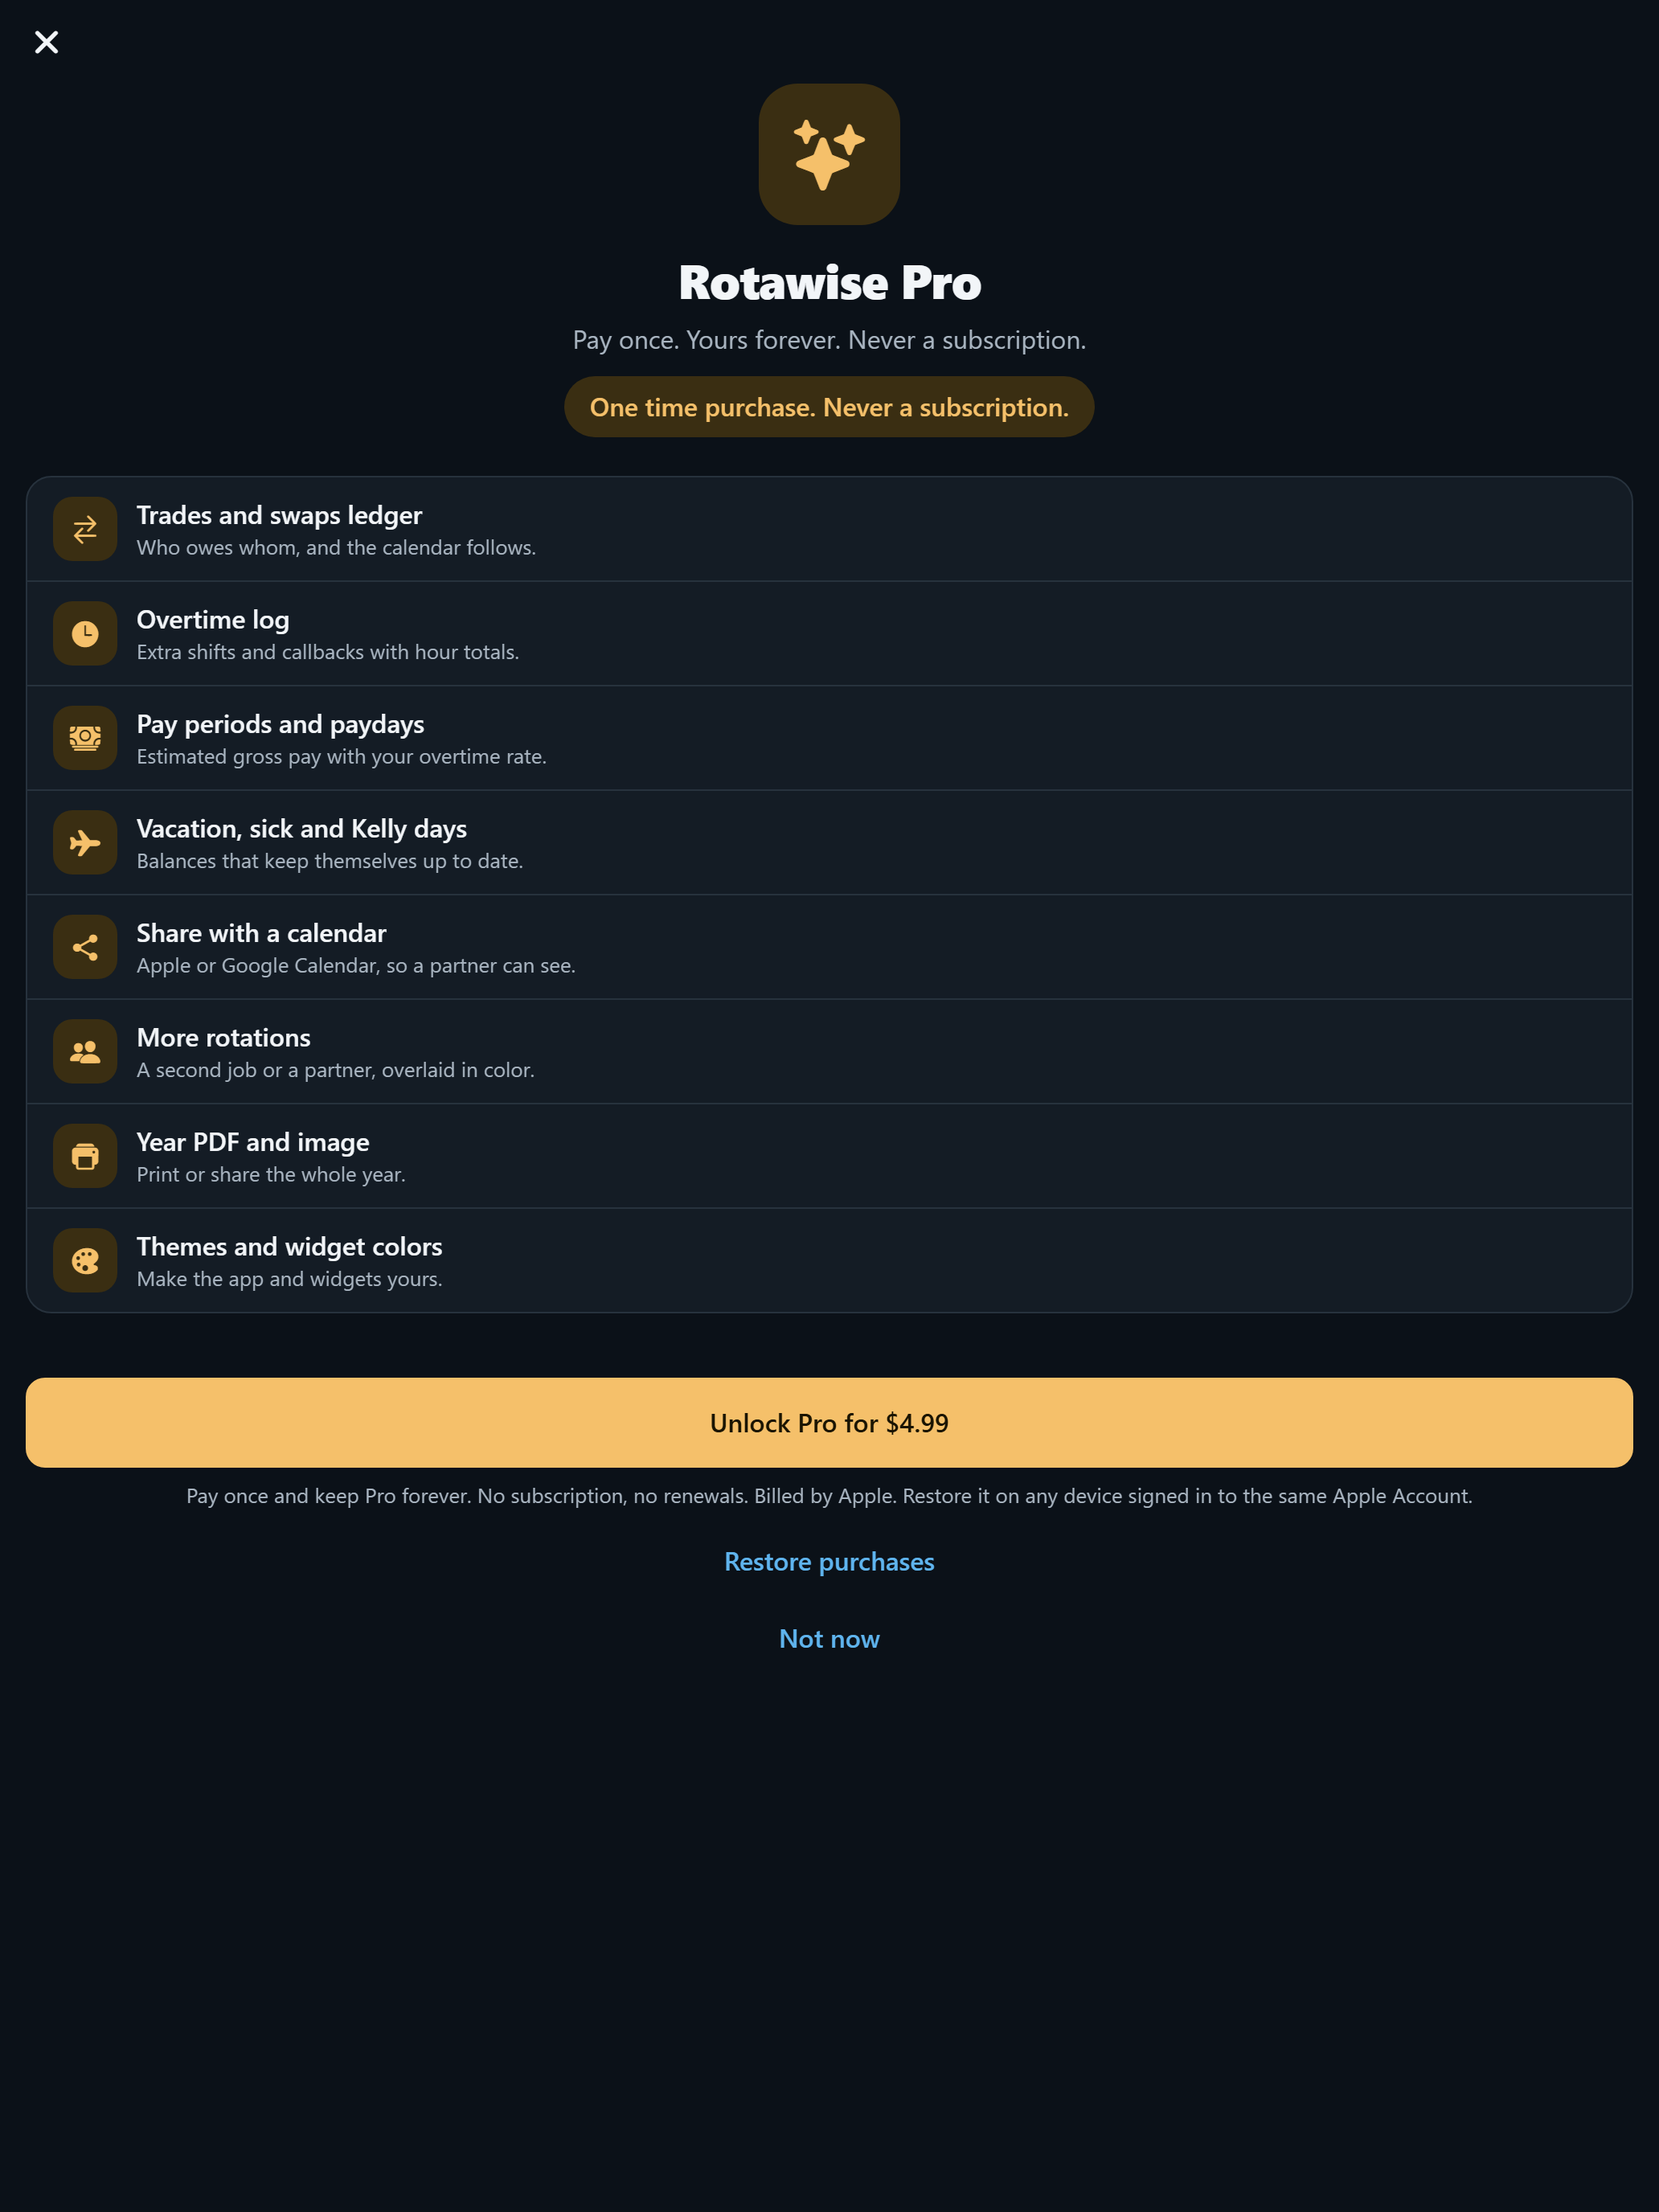 Rotawise Pro
Pay once. Yours forever. Never a subscription.
One time purchase. Never a subscription.
Trades and swaps ledger
Who owes whom, and the calendar follows.
Overtime log
Extra shifts and callbacks with hour totals.
Pay periods and paydays
Estimated gross pay with your overtime rate.
Vacation, sick and Kelly days
Balances that keep themselves up to date.
Share with a calendar
Apple or Google Calendar, so a partner can see.
More rotations
A second job or a partner, overlaid in color.
Year PDF and image
Print or share the whole year.
Themes and widget colors
Make the app and widgets yours.
Unlock Pro for $4.99
Pay once and keep Pro forever. No subscription, no renewals. Billed by Apple. Restore it on any device signed in to the same Apple Account.
Restore purchases
Not now